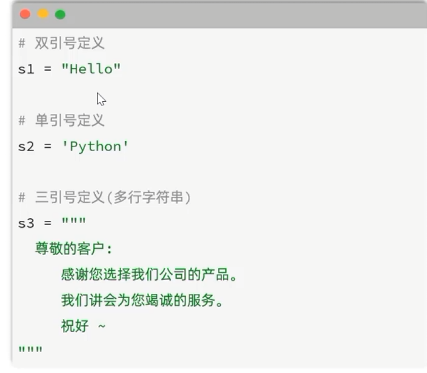 # 双引号定义
s1 = "Hello"
# 单引号定义
s2 = 'Python'
# 三引号定义(多行字符串)
s3 = """
尊敬的客户:
感谢您选择我们公司的产品。
我们讲会为您竭诚的服务。
祝好 ~
"""